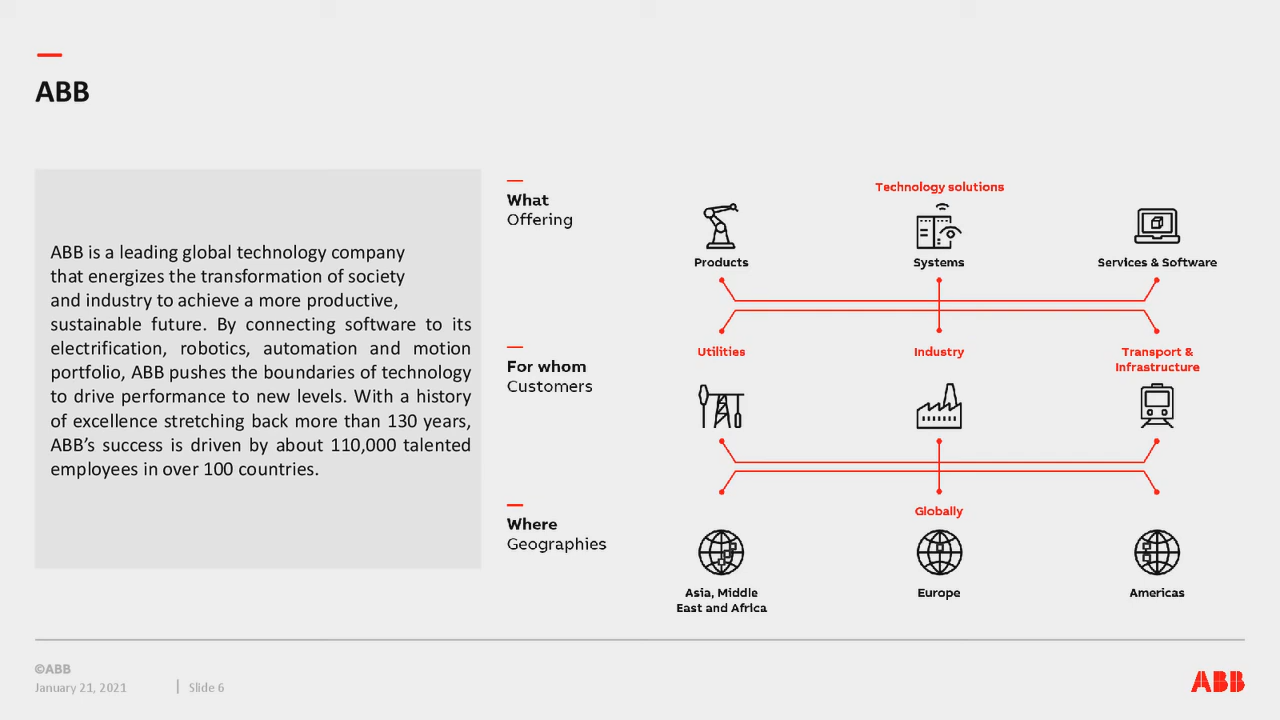 ABB
ABB is a leading global technology company
that energizes the transformation of society
and industry to achieve a more productive,
sustainable future. By connecting software to its
electrification, robotics, automation and motion
portfolio, ABB pushes the boundaries of technology
to drive performance to new levels. With a history
of excellence stretching back more than 130 years,
ABB’s success is driven by about 110,000 talented
employees in over 100 countries.
What
Offering
Technology solutions
Products
Systems
Services & Software
For whom
Customers
Utilities
Industry
Transport &
Infrastructure
Where
Geographies
Globally
Asia, Middle
East and Africa
Europe
Americas
©ABB
January 21, 2021 | Slide 6
ABB